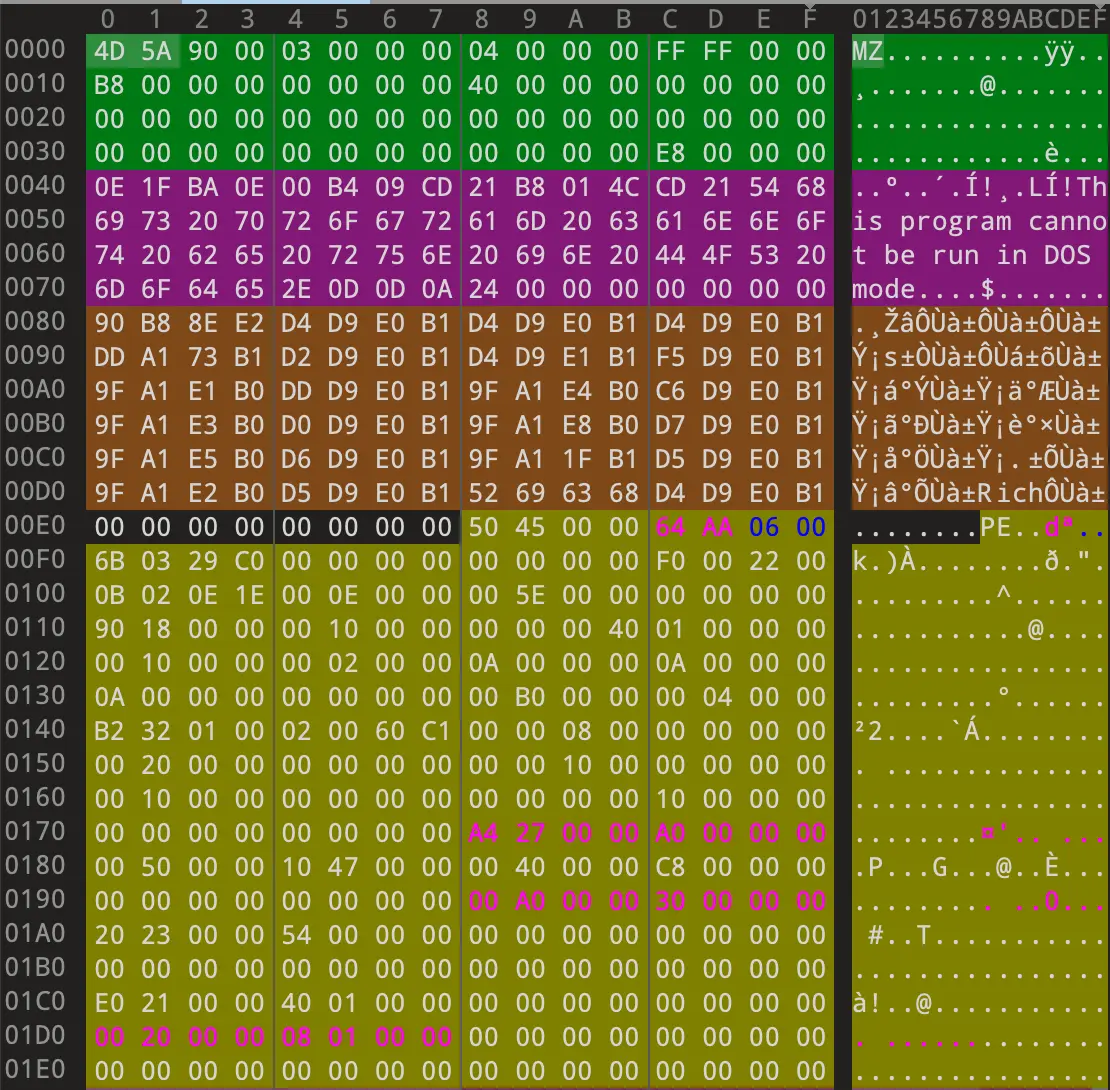 0 1 2 3 4 5 6 7 8 9 A B C D E F 0123456789ABCDEF
0000 4D 5A 90 00 03 00 00 00 04 00 00 00 FF FF 00 00 MZ..........ÿÿ..
0010 B8 00 00 00 00 00 00 00 40 00 00 00 00 00 00 00 ¸.......@.......
0020 00 00 00 00 00 00 00 00 00 00 00 00 00 00 00 00 ................
0030 00 00 00 00 00 00 00 00 00 00 00 00 E8 00 00 00 ............è...
0040 0E 1F BA 0E 00 B4 09 CD 21 B8 01 4C CD 21 54 68 ..º..´.Í!¸.LÍ!Th
0050 69 73 20 70 72 6F 67 72 61 6D 20 63 61 6E 6E 6F is program canno
0060 74 20 62 65 20 72 75 6E 20 69 6E 20 44 4F 53 20 t be run in DOS
0070 6D 6F 64 65 2E 0D 0D 0A 24 00 00 00 00 00 00 00 mode....$.......
0080 90 B8 8E E2 D4 D9 E0 B1 D4 D9 E0 B1 D4 D9 E0 B1 .¸ŽâÔÙà±ÔÙà±ÔÙà±
0090 DD A1 73 B1 D2 D9 E0 B1 D4 D9 E1 B1 F5 D9 E0 B1 Ý¡s±ÒÙà±ÔÙá±õÙà±
00A0 9F A1 E1 B0 DD D9 E0 B1 9F A1 E4 B0 C6 D9 E0 B1 Ÿ¡á°ÝÙà±Ÿ¡ä°ÆÙà±
00B0 9F A1 E3 B0 D0 D9 E0 B1 9F A1 E8 B0 D7 D9 E0 B1 Ÿ¡ã°ÐÙà±Ÿ¡è°×Ùà±
00C0 9F A1 E5 B0 D6 D9 E0 B1 9F A1 1F B1 D5 D9 E0 B1 Ÿ¡å°ÖÙà±Ÿ¡.±ÕÙà±
00D0 9F A1 E2 B0 D5 D9 E0 B1 52 69 63 68 D4 D9 E0 B1 Ÿ¡â°ÕÙà±RichÔÙà±
00E0 00 00 00 00 00 00 00 00 50 45 00 00 64 AA 06 00 ........PE..dª..
00F0 6B 03 29 C0 00 00 00 00 00 00 00 00 F0 00 22 00 k.)À........ð.".
0100 0B 02 0E 1E 00 0E 00 00 00 5E 00 00 00 00 00 00 .........^......
0110 90 18 00 00 00 10 00 00 00 00 00 40 01 00 00 00 ...........@....
0120 00 10 00 00 00 02 00 00 0A 00 00 00 0A 00 00 00 ................
0130 0A 00 00 00 00 00 00 00 00 B0 00 00 00 04 00 00 .........°......
0140 B2 32 01 00 02 00 60 C1 00 00 08 00 00 00 00 00 ²2....`Á........
0150 00 20 00 00 00 00 00 00 00 00 10 00 00 00 00 00 . ..............
0160 00 10 00 00 00 00 00 00 00 00 00 00 10 00 00 00 ................
0170 00 00 00 00 00 00 00 00 A4 27 00 00 A0 00 00 00 ........¤'.. ...
0180 00 50 00 00 10 47 00 00 00 40 00 00 C8 00 00 00 .P...G...@..È...
0190 00 00 00 00 00 00 00 00 00 A0 00 00 30 00 00 00 ......... ..0...
01A0 20 23 00 00 54 00 00 00 00 00 00 00 00 00 00 00 #..T...........
01B0 00 00 00 00 00 00 00 00 00 00 00 00 00 00 00 00 ................
01C0 E0 21 00 00 40 01 00 00 00 00 00 00 00 00 00 00 à!..@...........
01D0 00 20 00 00 08 01 00 00 00 00 00 00 00 00 00 00 . ..............
01E0 00 00 00 00 00 00 00 00 00 00 00 00 00 00 00 00 ................